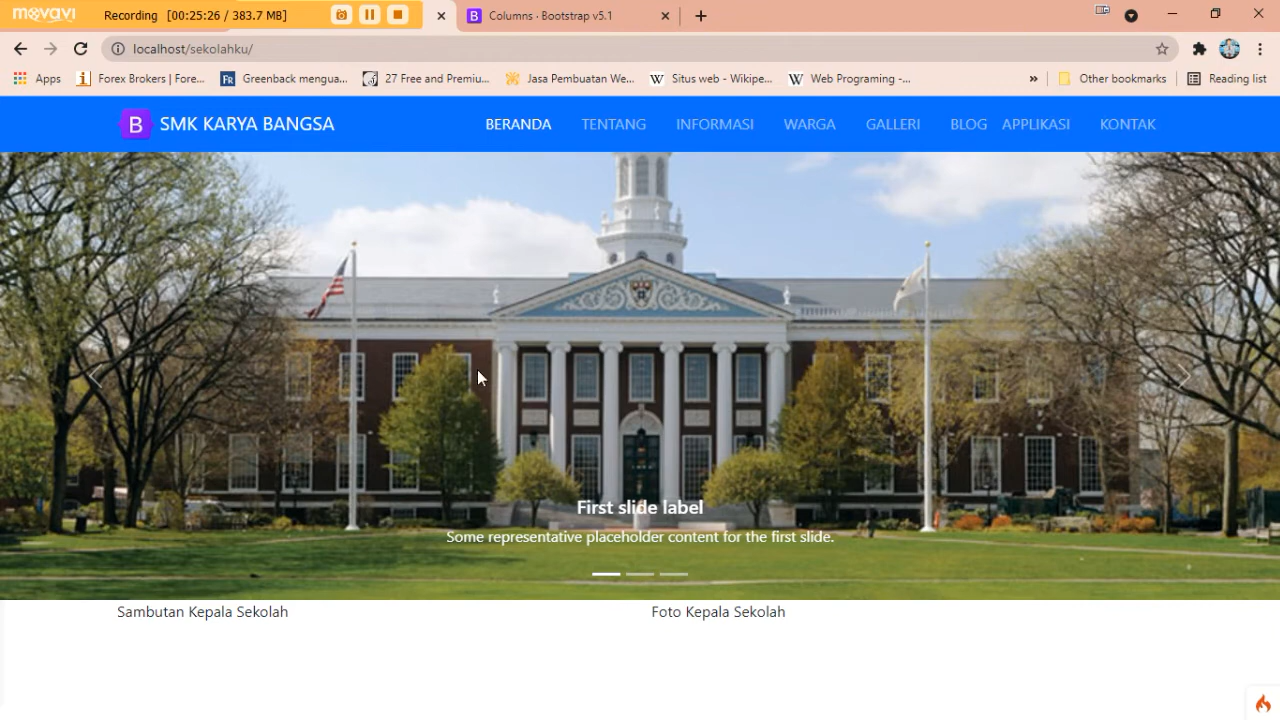 movavi Recording [00:25:26 / 383.7 MB]
Columns · Bootstrap v5.1
localhost/sekolahku/
Apps Forex Brokers | Fore... Greenback mengua... 27 Free and Premiu... Jasa Pembuatan We... Situs web - Wikipe... Web Programing -... » Other bookmarks Reading list
B SMK KARYA BANGSA BERANDA TENTANG INFORMASI WARGA GALLERI BLOG APPLIKASI KONTAK
First slide label
Some representative placeholder content for the first slide.
Sambutan Kepala Sekolah Foto Kepala Sekolah